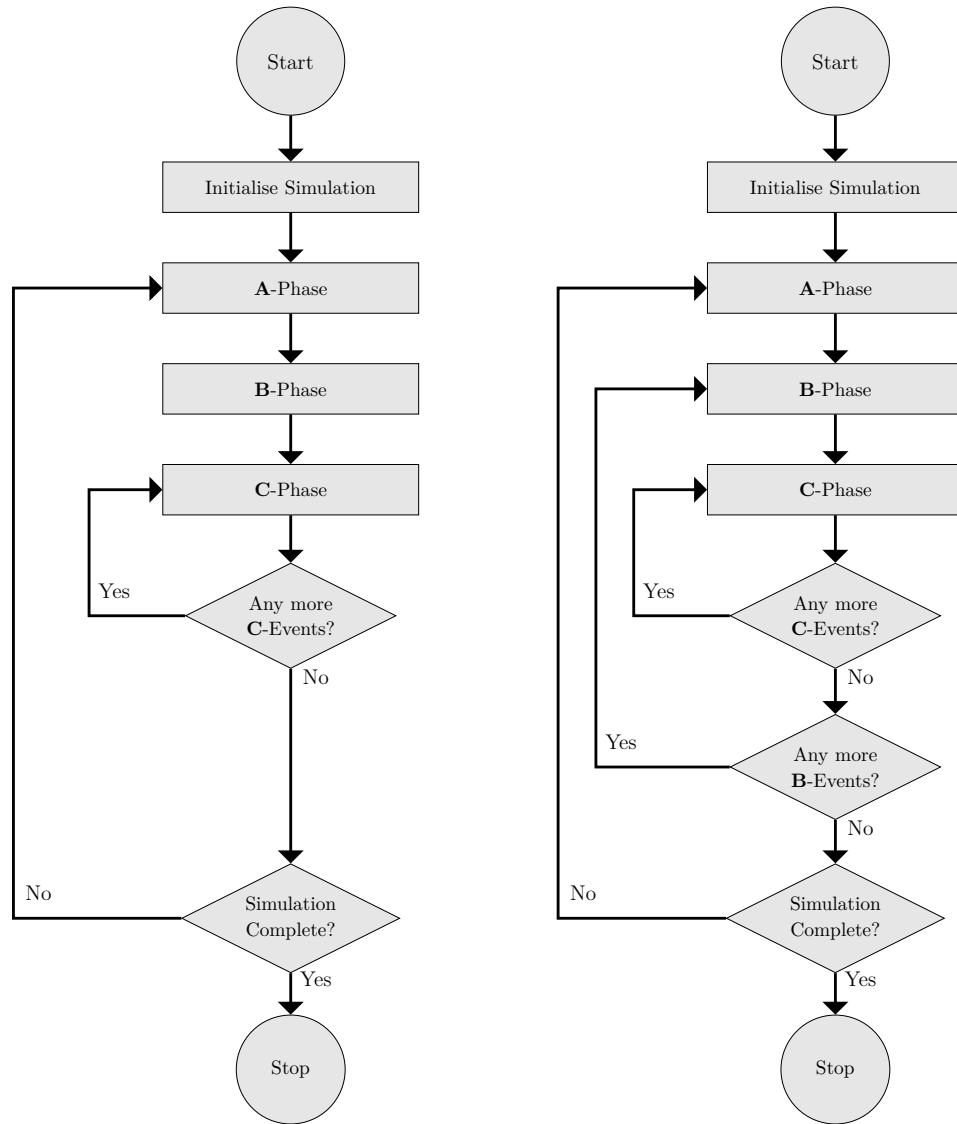 Start
Initialise Simulation
A-Phase
B-Phase
C-Phase
Yes
Any more
C-Events?
No
No
Simulation
Complete?
Yes
Stop
Start
Initialise Simulation
A-Phase
B-Phase
C-Phase
Yes
Any more
C-Events?
No
Yes
Any more
B-Events?
No
No
Simulation
Complete?
Yes
Stop